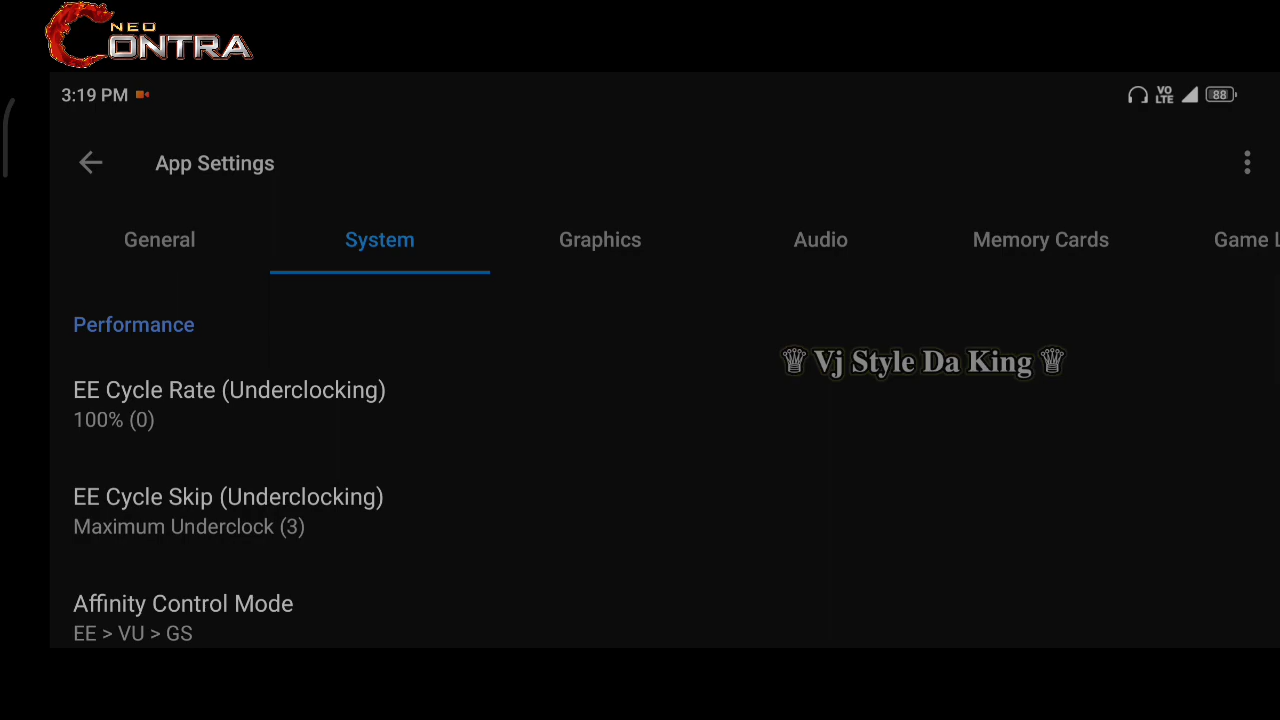 NEO
CONTRA
3:19 PM
VO
LTE
88
App Settings
General
System
Graphics
Audio
Memory Cards
Game L
Performance
♕ Vj Style Da King ♕
EE Cycle Rate (Underclocking)
100% (0)
EE Cycle Skip (Underclocking)
Maximum Underclock (3)
Affinity Control Mode
EE > VU > GS